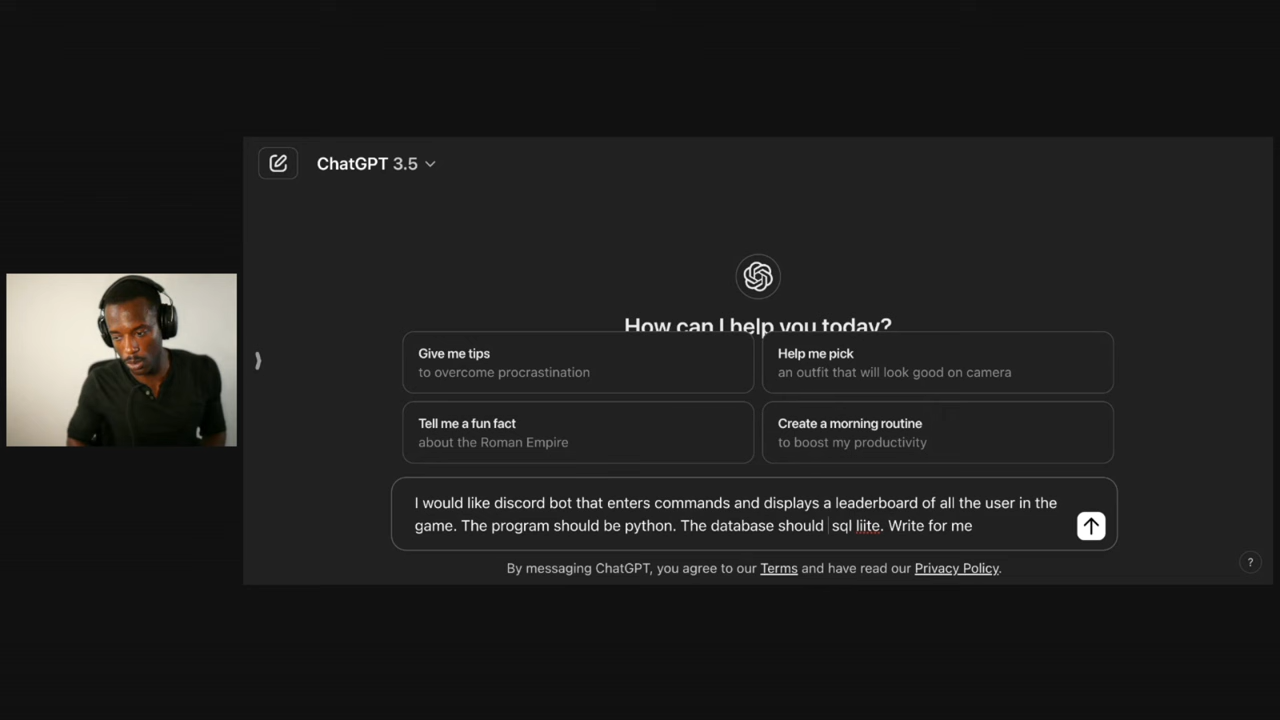 ChatGPT 3.5
How can I help you today?
Give me tips
to overcome procrastination
Help me pick
an outfit that will look good on camera
Tell me a fun fact
about the Roman Empire
Create a morning routine
to boost my productivity
I would like discord bot that enters commands and displays a leaderboard of all the user in the
game. The program should be python. The database should sql liite. Write for me
By messaging ChatGPT, you agree to our Terms and have read our Privacy Policy.
?